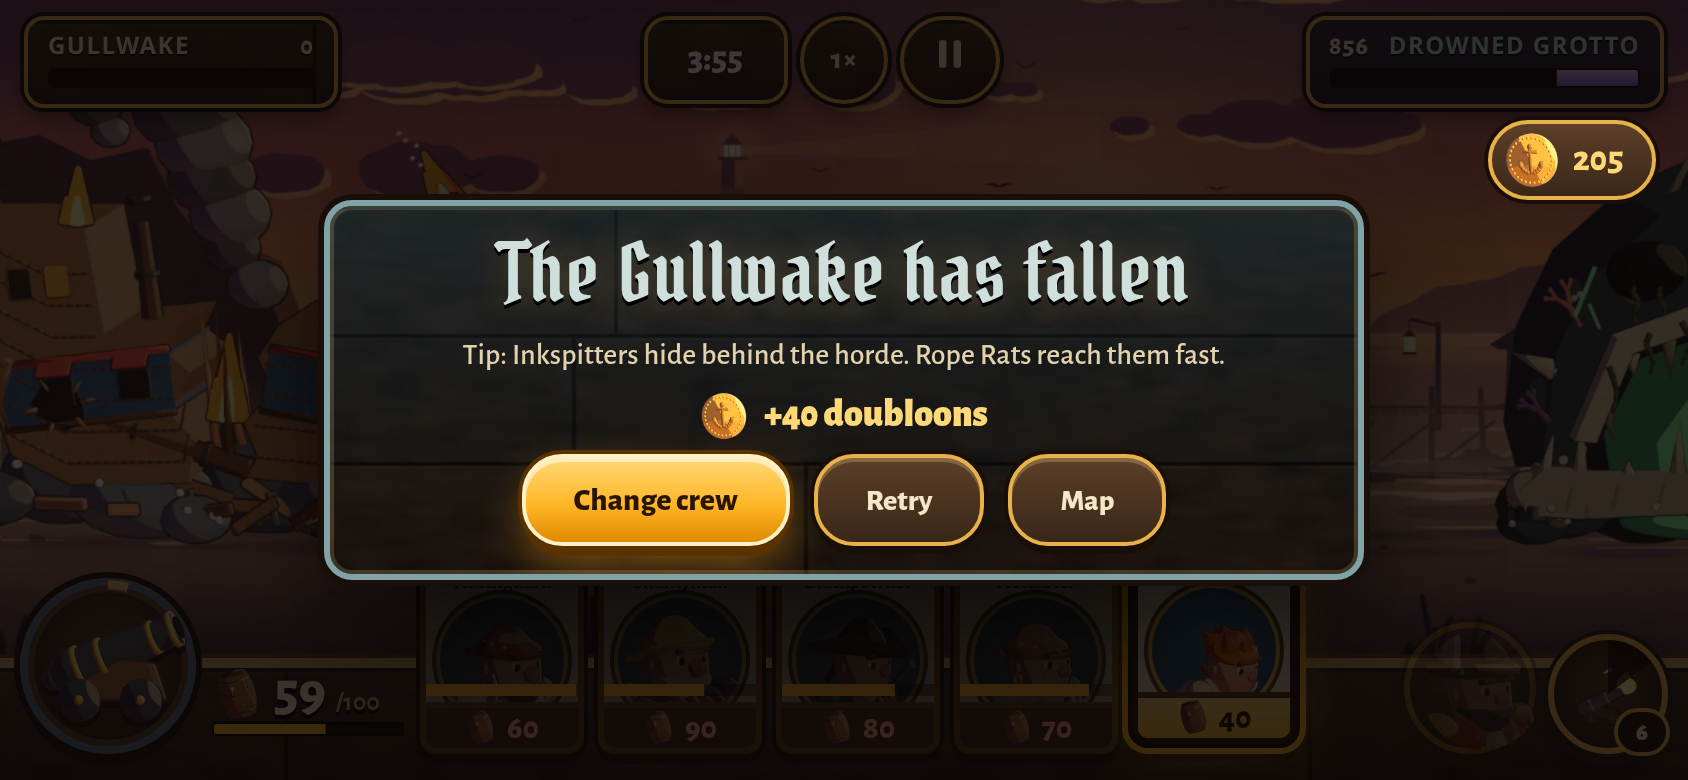 GULLWAKE 0
3:55
1×
856 DROWNED GROTTO
205
The Gullwake has fallen
Tip: Inkspitters hide behind the horde. Rope Rats reach them fast.
+40 doubloons
Change crew
Retry
Map
59 /100
60
90
80
70
40
6